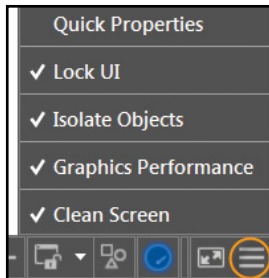 Quick Properties
✓ Lock UI
✓ Isolate Objects
✓ Graphics Performance
✓ Clean Screen